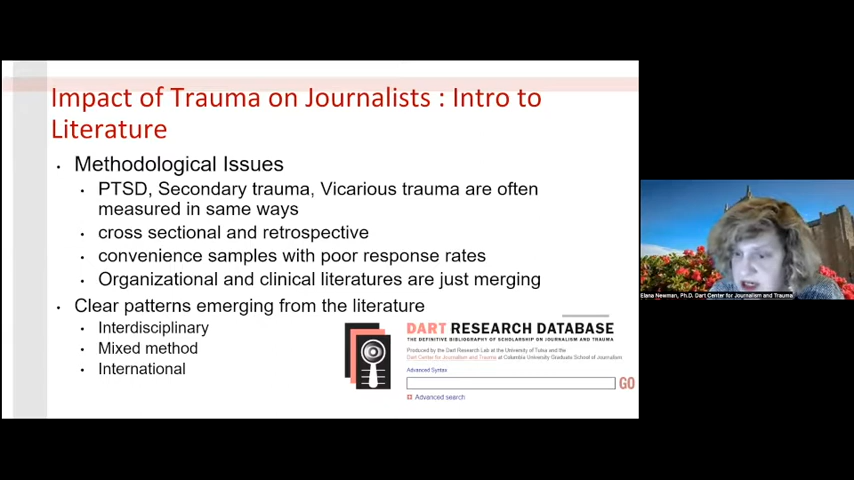 Impact of Trauma on Journalists : Intro to
Literature
• Methodological Issues
• PTSD, Secondary trauma, Vicarious trauma are often
measured in same ways
• cross sectional and retrospective
• convenience samples with poor response rates
• Organizational and clinical literatures are just merging
• Clear patterns emerging from the literature
• Interdisciplinary
• Mixed method
• International
DART RESEARCH DATABASE
THE DEFINITIVE BIBLIOGRAPHY OF SCHOLARSHIP ON JOURNALISM AND TRAUMA
Produced by the Dart Research Lab at the University of Tulsa and the
Dart Center for Journalism and Trauma at Columbia University Graduate School of Journalism
Advanced Syntax
GO
Advanced search
Elana Newman, Ph.D. Dart Center for Journalism and Trauma